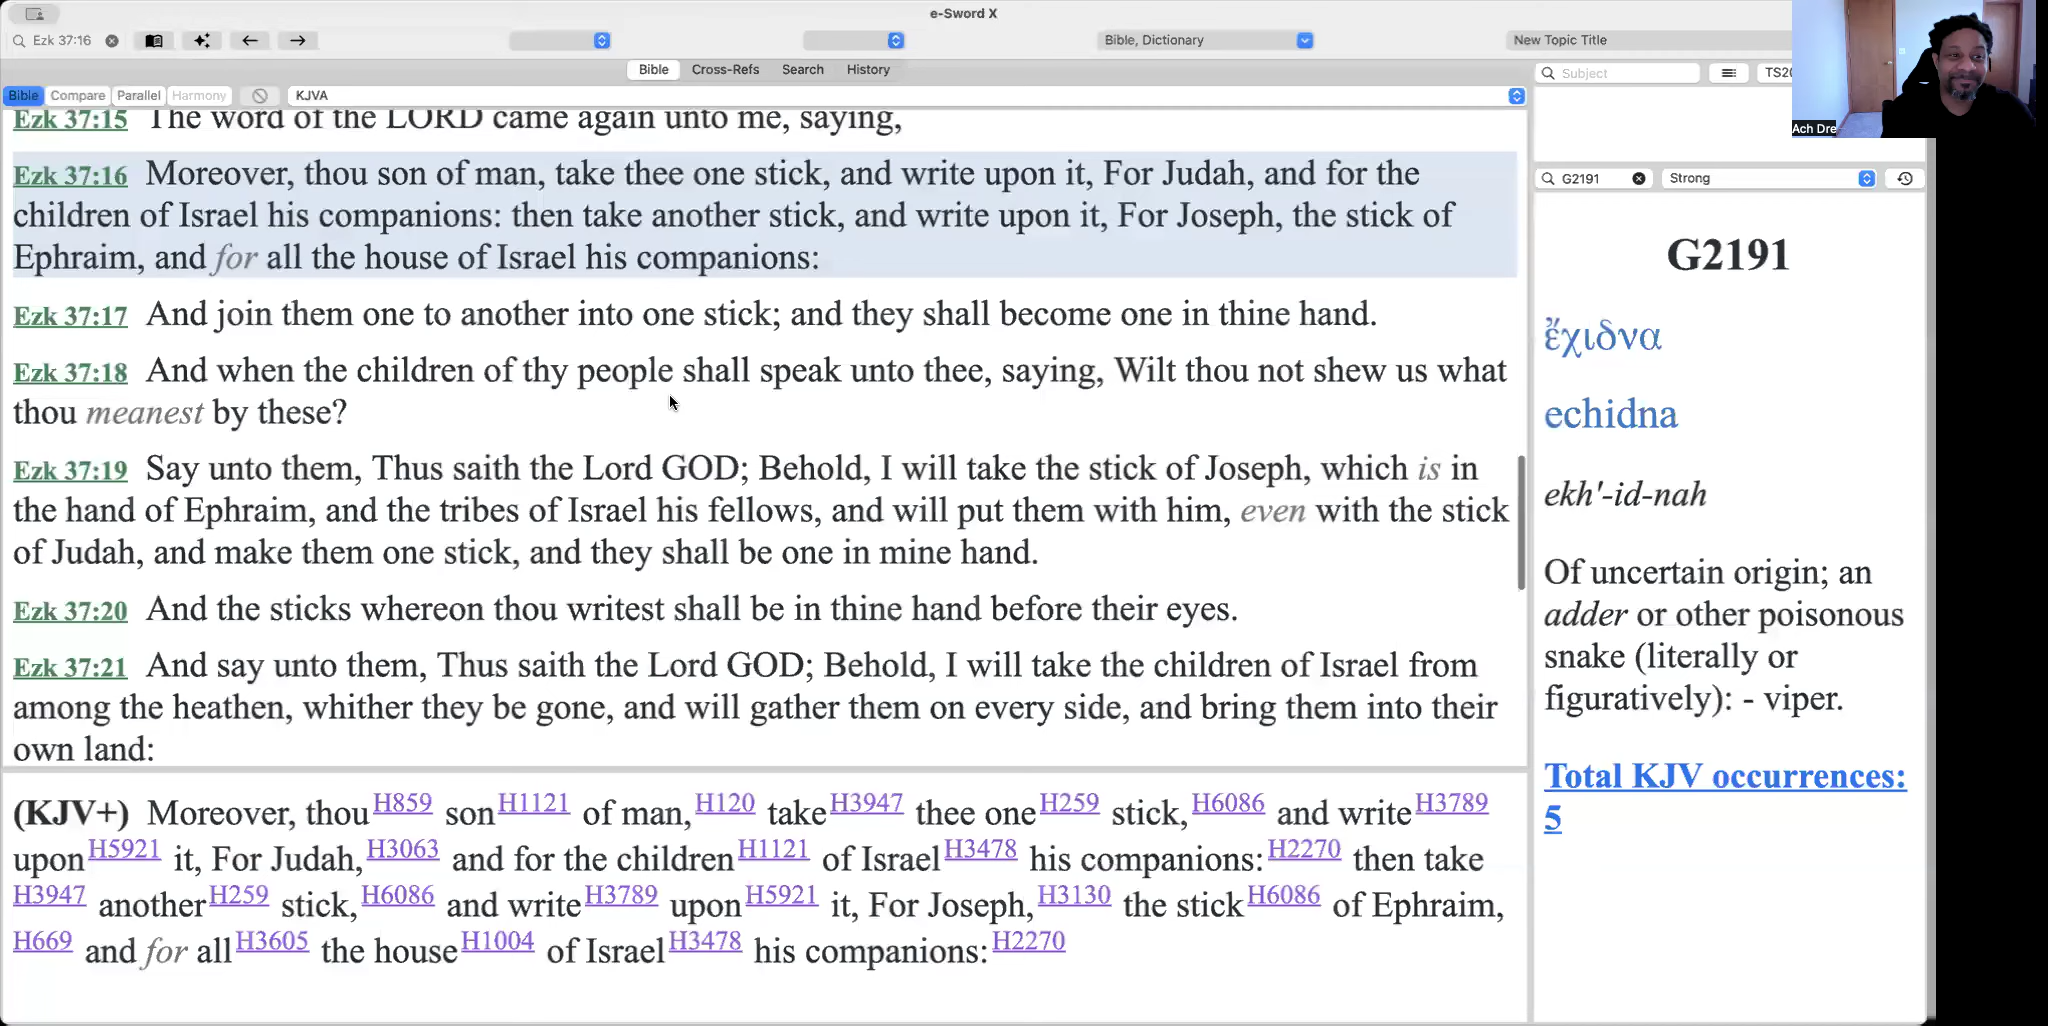 e-Sword X
Ezk 37:16
Bible, Dictionary
New Topic Title
Bible Cross-Refs Search History
Subject
TS20
Bible Compare Parallel Harmony
KJVA
Ach Dre
Ezk 37:15 The word of the LORD came again unto me, saying,
Ezk 37:16 Moreover, thou son of man, take thee one stick, and write upon it, For Judah, and for the
children of Israel his companions: then take another stick, and write upon it, For Joseph, the stick of
Ephraim, and for all the house of Israel his companions:
Ezk 37:17 And join them one to another into one stick; and they shall become one in thine hand.
Ezk 37:18 And when the children of thy people shall speak unto thee, saying, Wilt thou not shew us what
thou meanest by these?
Ezk 37:19 Say unto them, Thus saith the Lord GOD; Behold, I will take the stick of Joseph, which is in
the hand of Ephraim, and the tribes of Israel his fellows, and will put them with him, even with the stick
of Judah, and make them one stick, and they shall be one in mine hand.
Ezk 37:20 And the sticks whereon thou writest shall be in thine hand before their eyes.
Ezk 37:21 And say unto them, Thus saith the Lord GOD; Behold, I will take the children of Israel from
among the heathen, whither they be gone, and will gather them on every side, and bring them into their
own land:
(KJV+) Moreover, thou H859 son H1121 of man, H120 take H3947 thee one H259 stick, H6086 and write H3789
upon H5921 it, For Judah, H3063 and for the children H1121 of Israel H3478 his companions: H2270 then take
H3947 another H259 stick, H6086 and write H3789 upon H5921 it, For Joseph, H3130 the stick H6086 of Ephraim,
H669 and for all H3605 the house H1004 of Israel H3478 his companions: H2270
G2191
Strong
G2191
ἔχιδνα
echidna
ekh'-id-nah
Of uncertain origin; an
adder or other poisonous
snake (literally or
figuratively): - viper.
Total KJV occurrences:
5